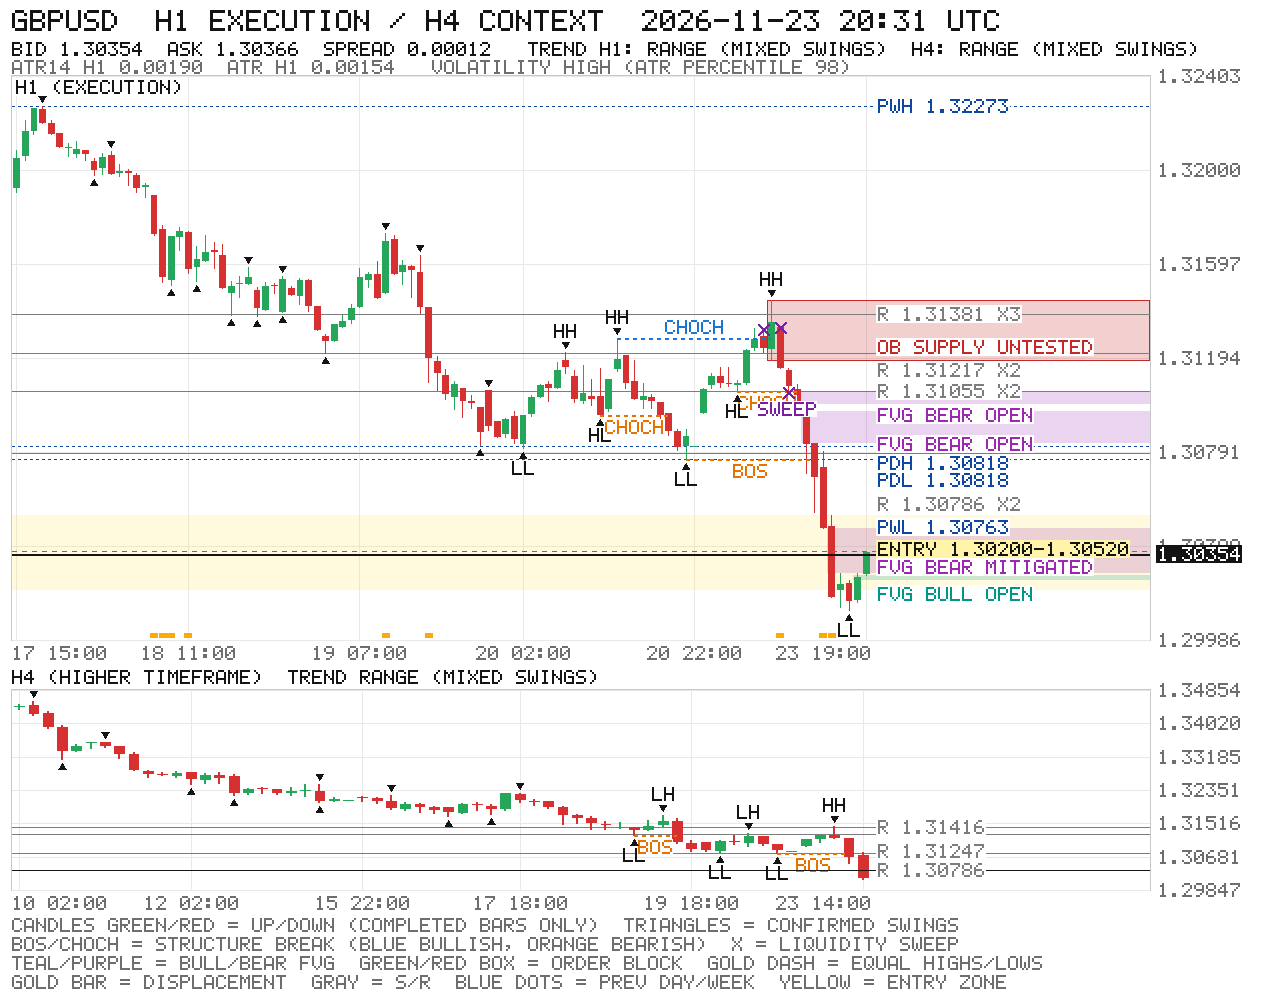 GBPUSD  H1 EXECUTION / H4 CONTEXT  2026-11-23 20:31 UTC
BID 1.30354  ASK 1.30366  SPREAD 0.00012  TREND H1: RANGE (MIXED SWINGS)  H4: RANGE (MIXED SWINGS)
ATR14 H1 0.00190  ATR H1 0.00154  VOLATILITY HIGH (ATR PERCENTILE 98)
H1 (EXECUTION)
1.32403
PWH 1.32273
1.32000
1.31597
HH
R 1.31381 X3
HH
HH
CHOCH
OB SUPPLY UNTESTED
1.31194
R 1.31217 X2
R 1.31055 X2
HL
SWEEP
FVG BEAR OPEN
HL
CHOCH
FVG BEAR OPEN
1.30791
PDH 1.30818
LL
LL
BOS
PDL 1.30818
R 1.30786 X2
PWL 1.30763
ENTRY 1.30200-1.30520
1.30354
FVG BEAR MITIGATED
FVG BULL OPEN
LL
1.29986
17 15:00  18 11:00  19 07:00  20 02:00  20 22:00  23 19:00
H4 (HIGHER TIMEFRAME)  TREND RANGE (MIXED SWINGS)
1.34854
1.34020
1.33185
1.32351
LH
LH
HH
1.31516
R 1.31416
LL
BOS
R 1.31247
1.30681
LL
LL
BOS
R 1.30786
1.29847
10 02:00  12 02:00  15 22:00  17 18:00  19 18:00  23 14:00
CANDLES GREEN/RED = UP/DOWN (COMPLETED BARS ONLY)  TRIANGLES = CONFIRMED SWINGS
BOS/CHOCH = STRUCTURE BREAK (BLUE BULLISH, ORANGE BEARISH)  X = LIQUIDITY SWEEP
TEAL/PURPLE = BULL/BEAR FVG  GREEN/RED BOX = ORDER BLOCK  GOLD DASH = EQUAL HIGHS/LOWS
GOLD BAR = DISPLACEMENT  GRAY = S/R  BLUE DOTS = PREV DAY/WEEK  YELLOW = ENTRY ZONE